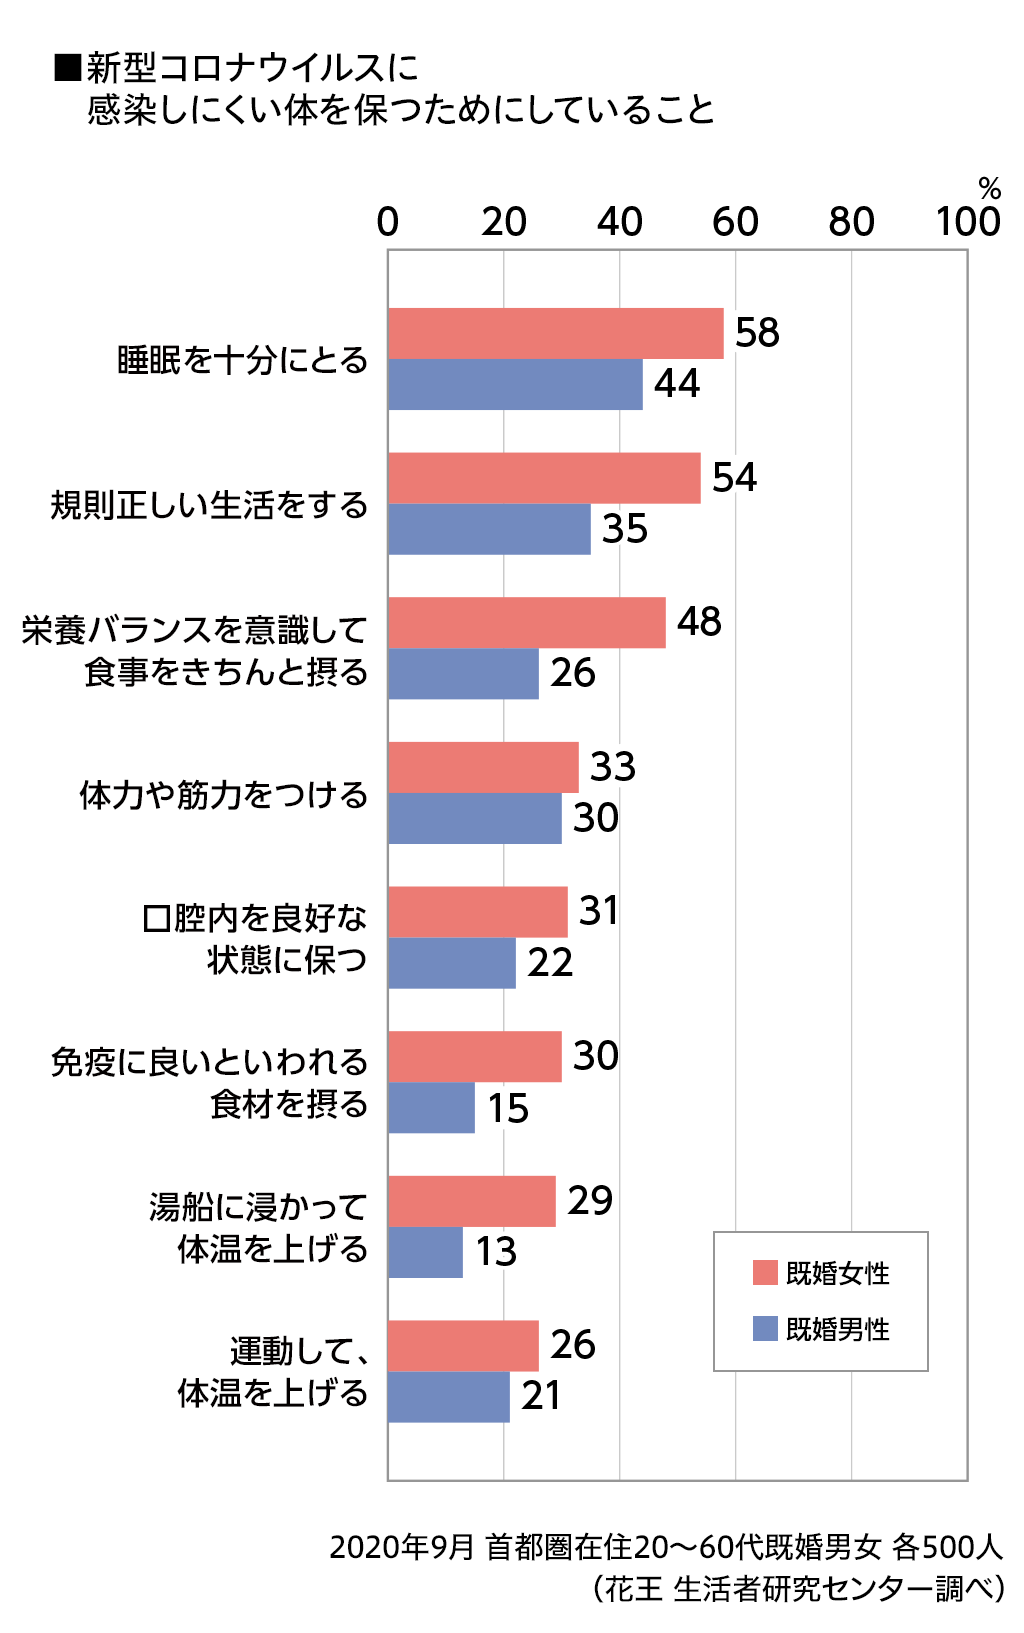 ■新型コロナウイルスに
感染しにくい体を保つためにしていること
%
0 20 40 60 80 100
睡眠を十分にとる
58
44
規則正しい生活をする
54
35
栄養バランスを意識して
食事をきちんと摂る
48
26
体力や筋力をつける
33
30
口腔内を良好な
状態に保つ
31
22
免疫に良いといわれる
食材を摂る
30
15
湯船に浸かって
体温を上げる
29
13
運動して、
体温を上げる
26
21
既婚女性
既婚男性
2020年9月 首都圏在住20〜60代既婚男女 各500人
（花王 生活者研究センター調べ）